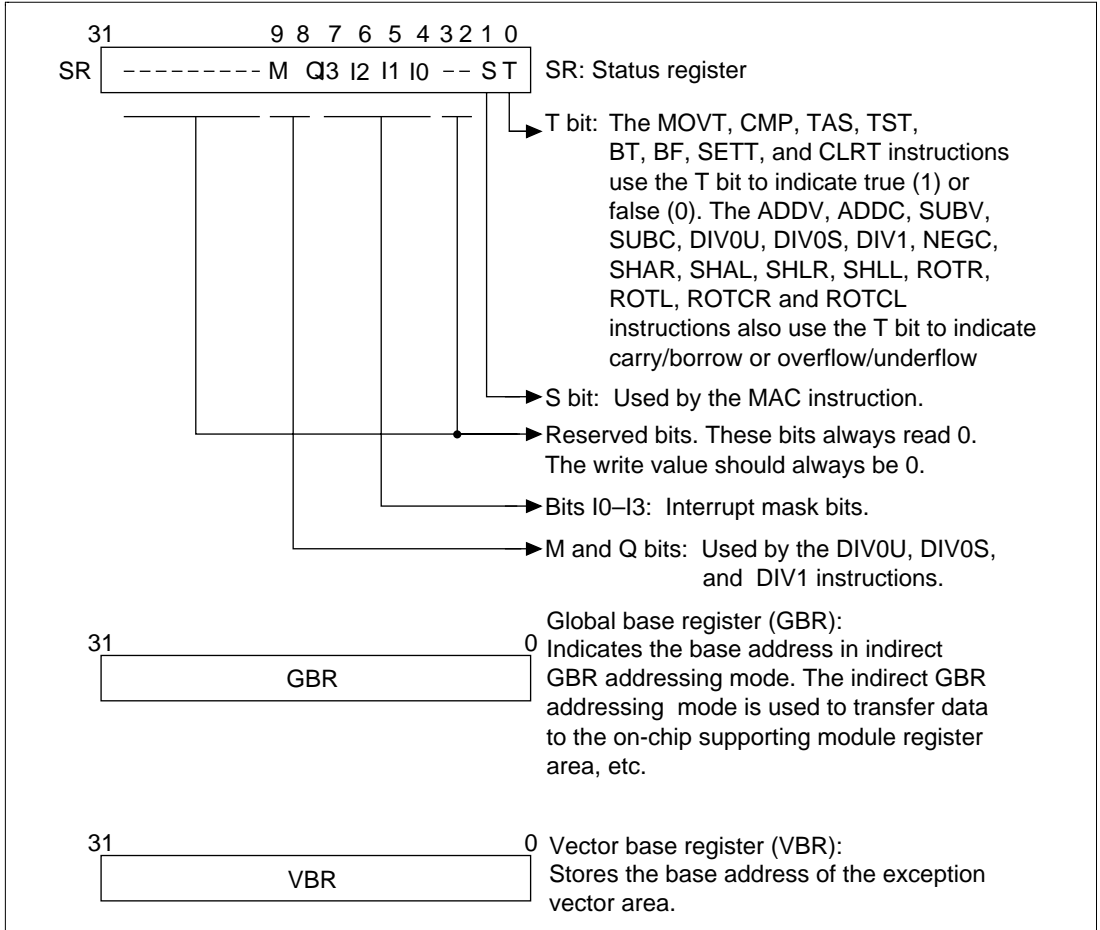 31 9 8 7 6 5 4 3 2 1 0
SR ---------- M Q I3 I2 I1 I0 -- S T SR: Status register
T bit: The MOVT, CMP, TAS, TST,
BT, BF, SETT, and CLRT instructions
use the T bit to indicate true (1) or
false (0). The ADDV, ADDC, SUBV,
SUBC, DIV0U, DIV0S, DIV1, NEGC,
SHAR, SHAL, SHLR, SHLL, ROTR,
ROTL, ROTCR and ROTCL
instructions also use the T bit to indicate
carry/borrow or overflow/underflow
S bit: Used by the MAC instruction.
Reserved bits. These bits always read 0.
The write value should always be 0.
Bits I0–I3: Interrupt mask bits.
M and Q bits: Used by the DIV0U, DIV0S,
and DIV1 instructions.
Global base register (GBR):
31 0 Indicates the base address in indirect
GBR GBR addressing mode. The indirect GBR
addressing mode is used to transfer data
to the on-chip supporting module register
area, etc.
31 0 Vector base register (VBR):
VBR Stores the base address of the exception
vector area.